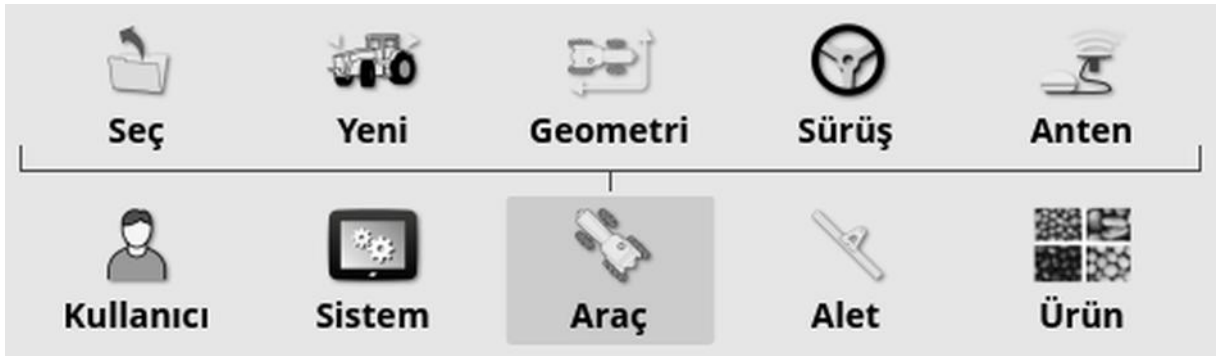 Seç Yeni Geometri Sürüş Anten
Kullanıcı Sistem Araç Alet Ürün